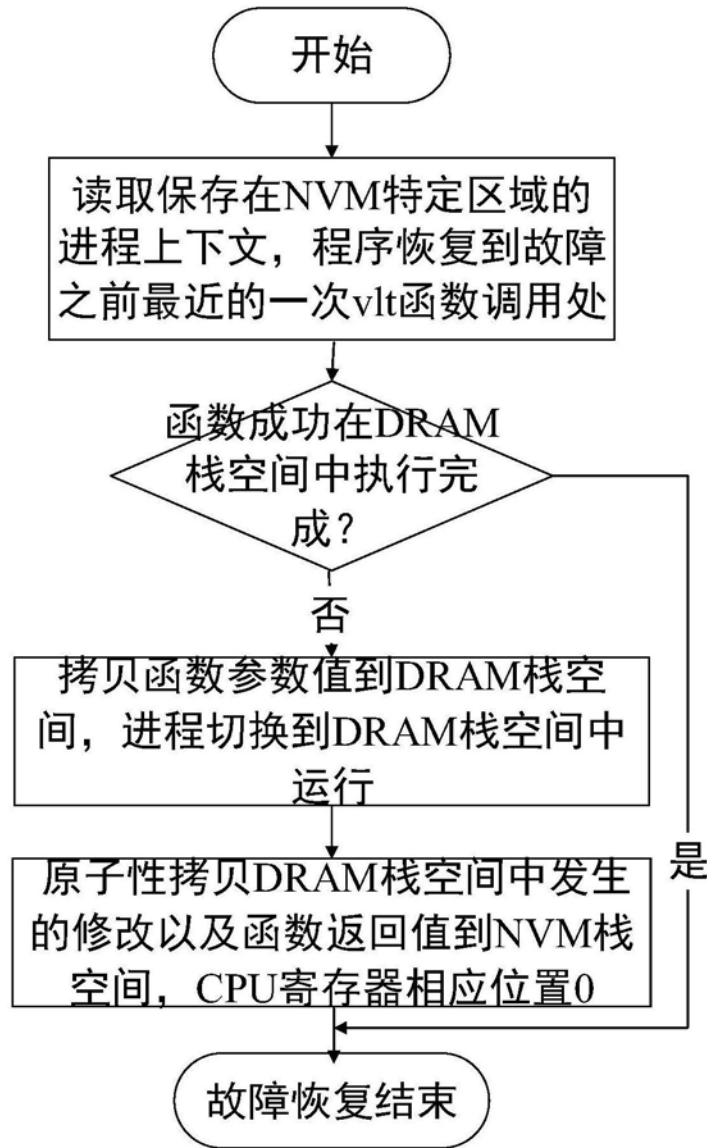 开始
读取保存在NVM特定区域的
进程上下文，程序恢复到故障
之前最近的一次vlt函数调用处
函数成功在DRAM
栈空间中执行完
成？
否
拷贝函数参数值到DRAM栈空
间，进程切换到DRAM栈空间中
运行
是
原子性拷贝DRAM栈空间中发生
的修改以及函数返回值到NVM栈
空间，CPU寄存器相应位置0
故障恢复结束